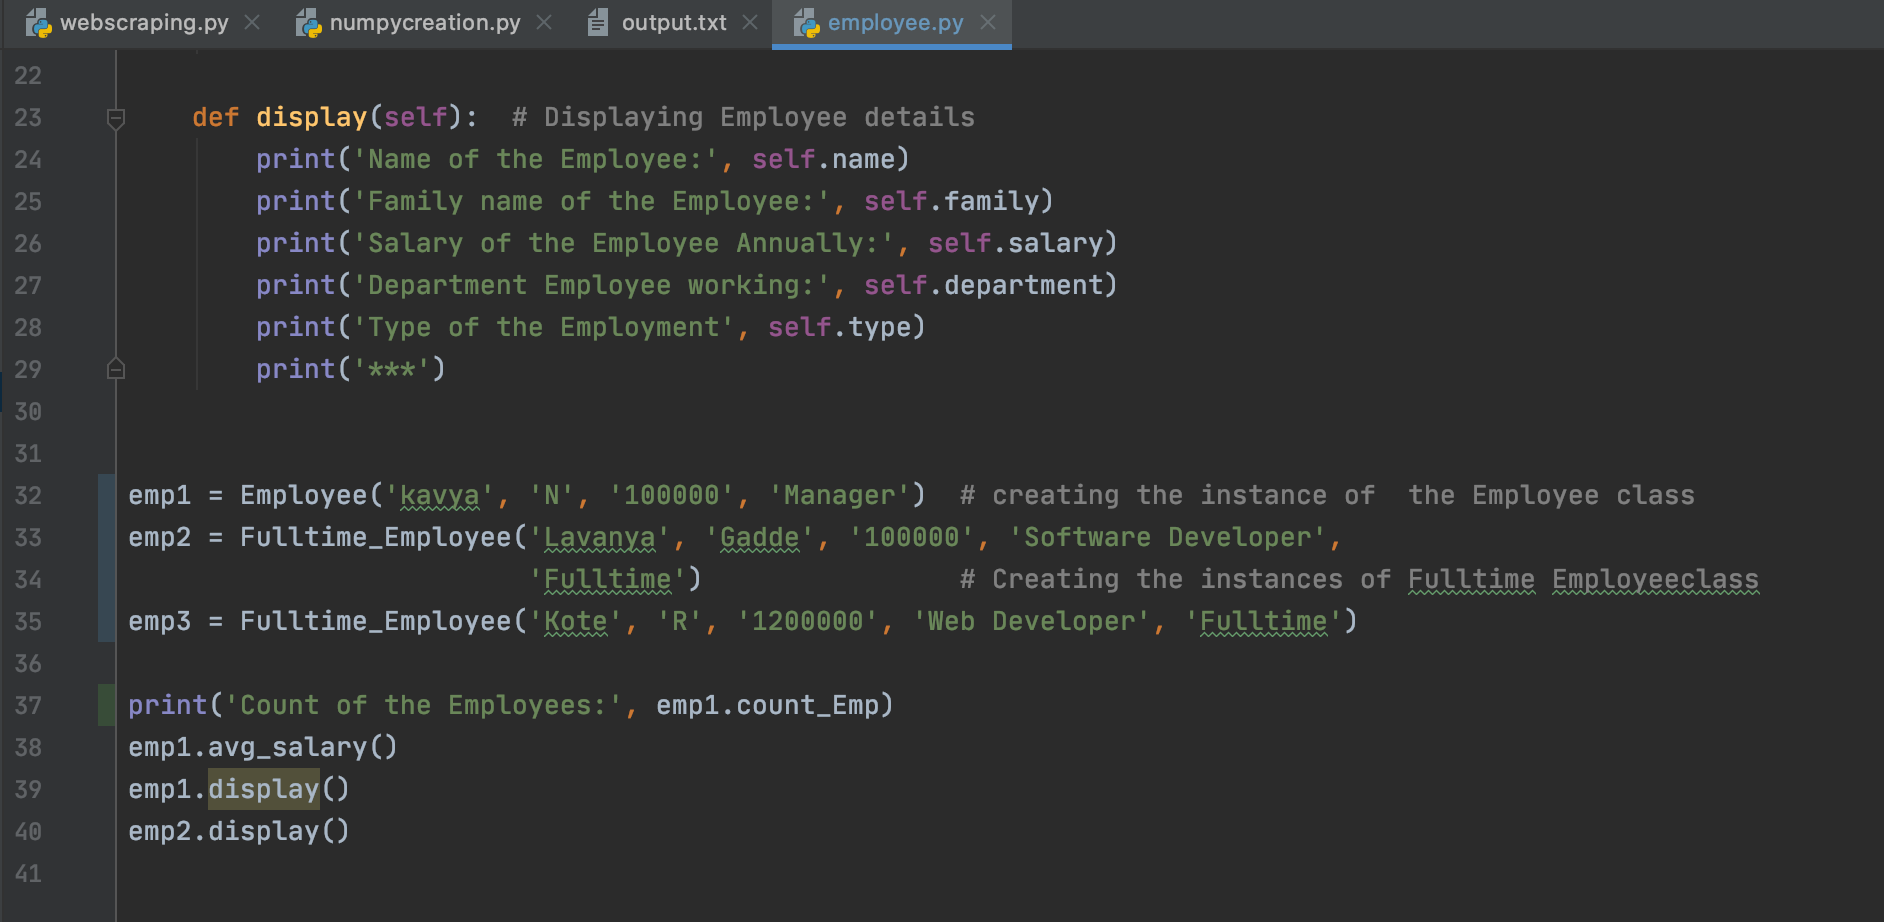 webscraping.py numpycreation.py output.txt employee.py
22
23 def display(self):  # Displaying Employee details
24 print('Name of the Employee:', self.name)
25 print('Family name of the Employee:', self.family)
26 print('Salary of the Employee Annually:', self.salary)
27 print('Department Employee working:', self.department)
28 print('Type of the Employment', self.type)
29 print('***')
30
31
32 emp1 = Employee('kavya', 'N', '100000', 'Manager')  # creating the instance of  the Employee class
33 emp2 = Fulltime_Employee('Lavanya', 'Gadde', '100000', 'Software Developer',
34 'Fulltime')                # Creating the instances of Fulltime Employeeclass
35 emp3 = Fulltime_Employee('Kote', 'R', '1200000', 'Web Developer', 'Fulltime')
36
37 print('Count of the Employees:', emp1.count_Emp)
38 emp1.avg_salary()
39 emp1.display()
40 emp2.display()
41